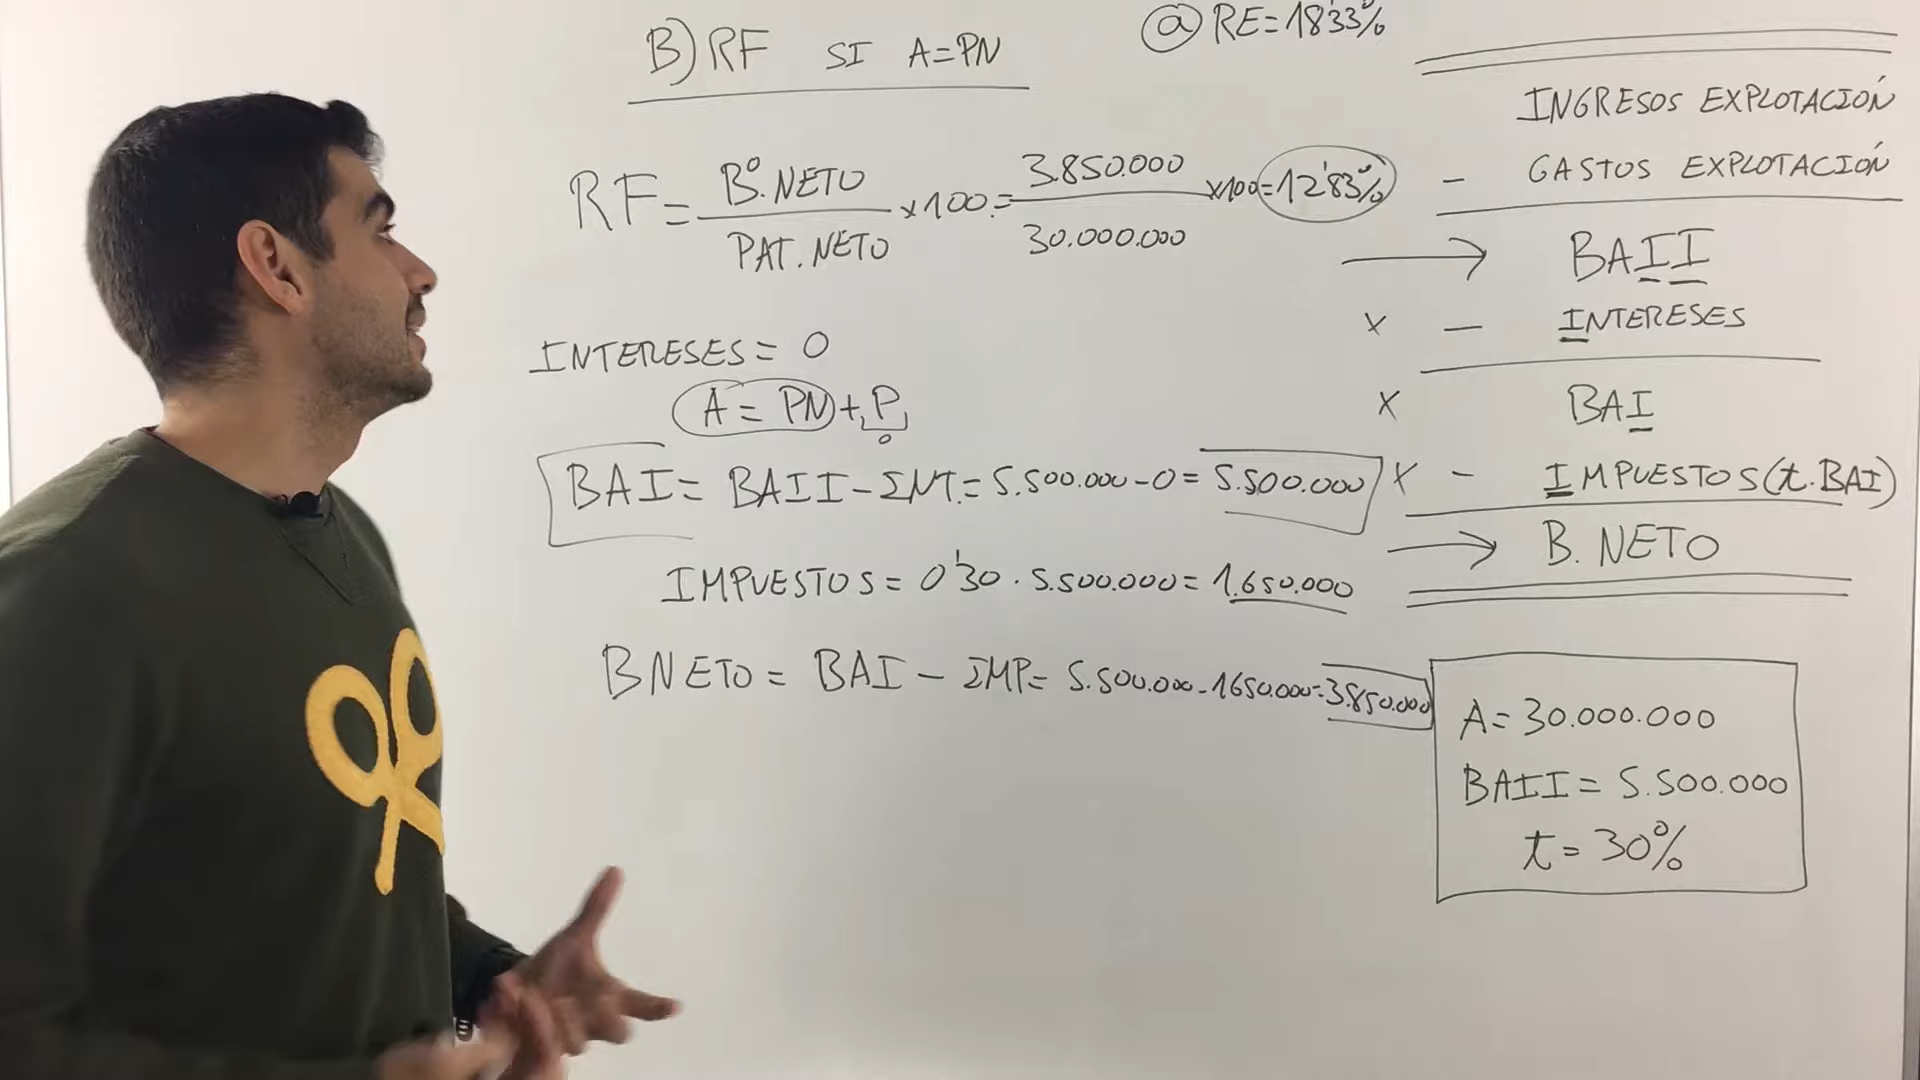 B) RF SI A=PN
RF = Bº. NETO / PAT. NETO x100 = 3.850.000 / 30.000.000 x100 = 12'83%
INTERESES = 0
A = PN + P
0
BAI = BAII - INT. = 5.500.000 - 0 = 5.500.000
IMPUESTOS = 0'30 · 5.500.000 = 1.650.000
BNETO = BAI - IMP = 5.500.000 - 1650.000 = 3.850.000
a RE=18'33%
INGRESOS EXPLOTACIÓN
- GASTOS EXPLOTACIÓN
→ BAII
x - INTERESES
x BAI
x - IMPUESTOS (t.BAI)
→ B. NETO
A = 30.000.000
BAII = 5.500.000
t = 30%